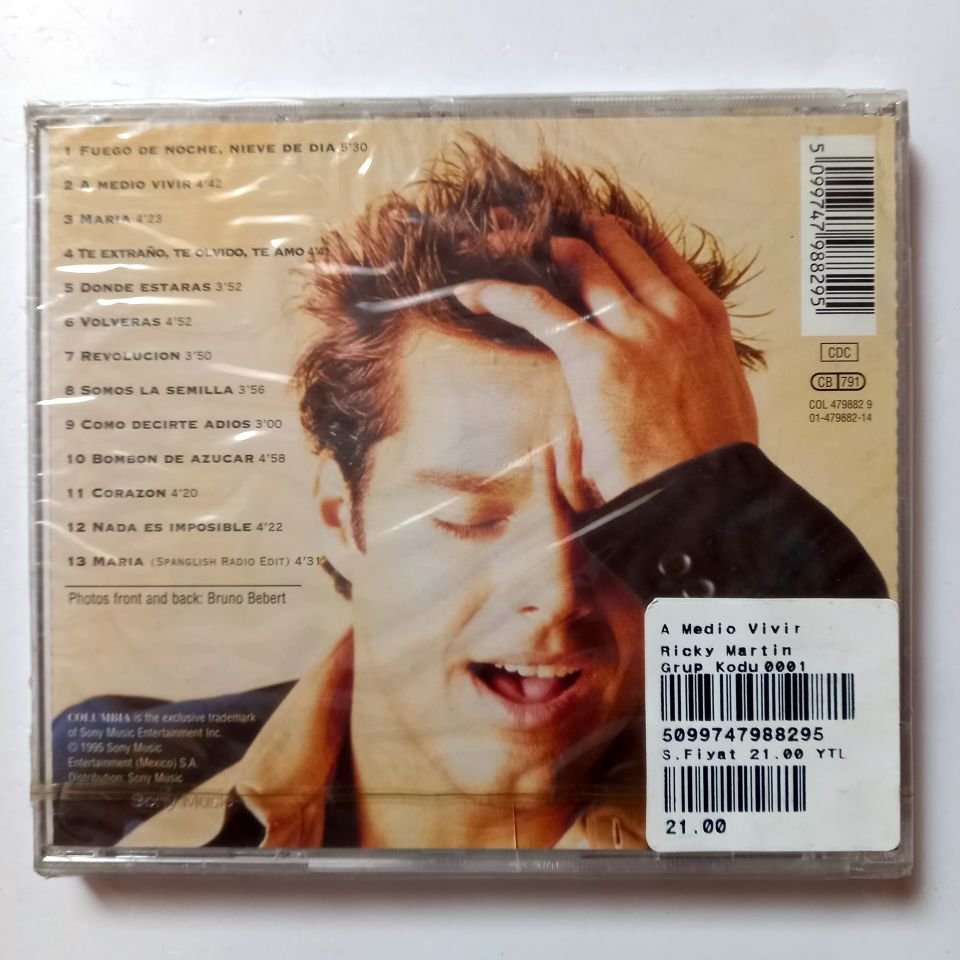 1 FUEGO DE NOCHE, NIEVE DE DIA 5'30
2 A MEDIO VIVIR 4'42
3 MARIA 4'23
4 TE EXTRAÑO, TE OLVIDO, TE AMO 4'41
5 DONDE ESTARAS 3'52
6 VOLVERAS 4'52
7 REVOLUCION 3'50
8 SOMOS LA SEMILLA 3'56
9 COMO DECIRTE ADIOS 3'00
10 BOMBON DE AZUCAR 4'58
11 CORAZON 4'20
12 NADA ES IMPOSIBLE 4'22
13 MARIA (SPANGLISH RADIO EDIT) 4'31
Photos front and back: Bruno Bebert
COLUMBIA is the exclusive trademark
of Sony Music Entertainment Inc.
© 1995 Sony Music
Entertainment (Mexico) S.A.
Distribution: Sony Music
Sony Music
5 099747 988295
CDC
CB 791
COL 479882 9
01-479882-14
A Medio Vivir
Ricky Martin
Grup Kodu 0001
5099747988295
S.Fiyat 21.00 YTL
21.00